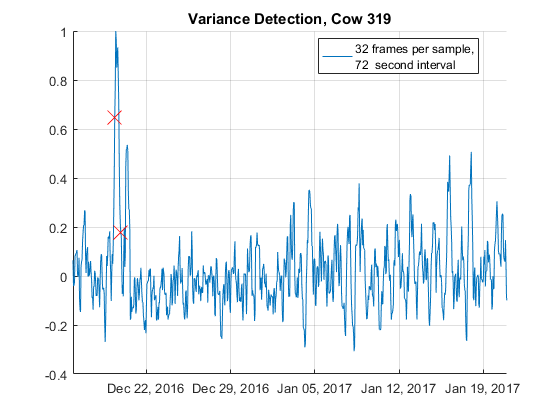 Variance Detection, Cow 319
32 frames per sample,
72 second interval
1
0.8
0.6
0.4
0.2
0
-0.2
-0.4
Dec 22, 2016 Dec 29, 2016 Jan 05, 2017 Jan 12, 2017 Jan 19, 2017